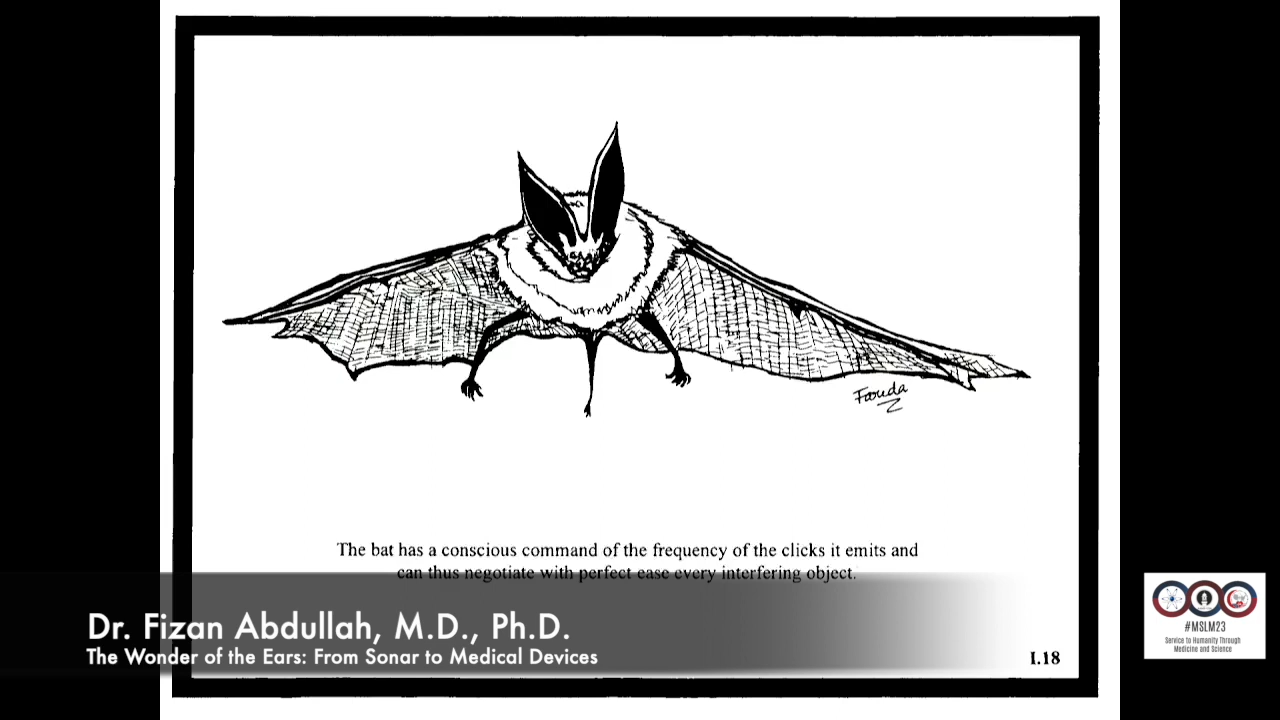 Farida
The bat has a conscious command of the frequency of the clicks it emits and
can thus negotiate with perfect ease every interfering object.
Dr. Fizan Abdullah, M.D., Ph.D.
The Wonder of the Ears: From Sonar to Medical Devices
I.18
#MSLM23
Service to Humanity Through
Medicine and Science